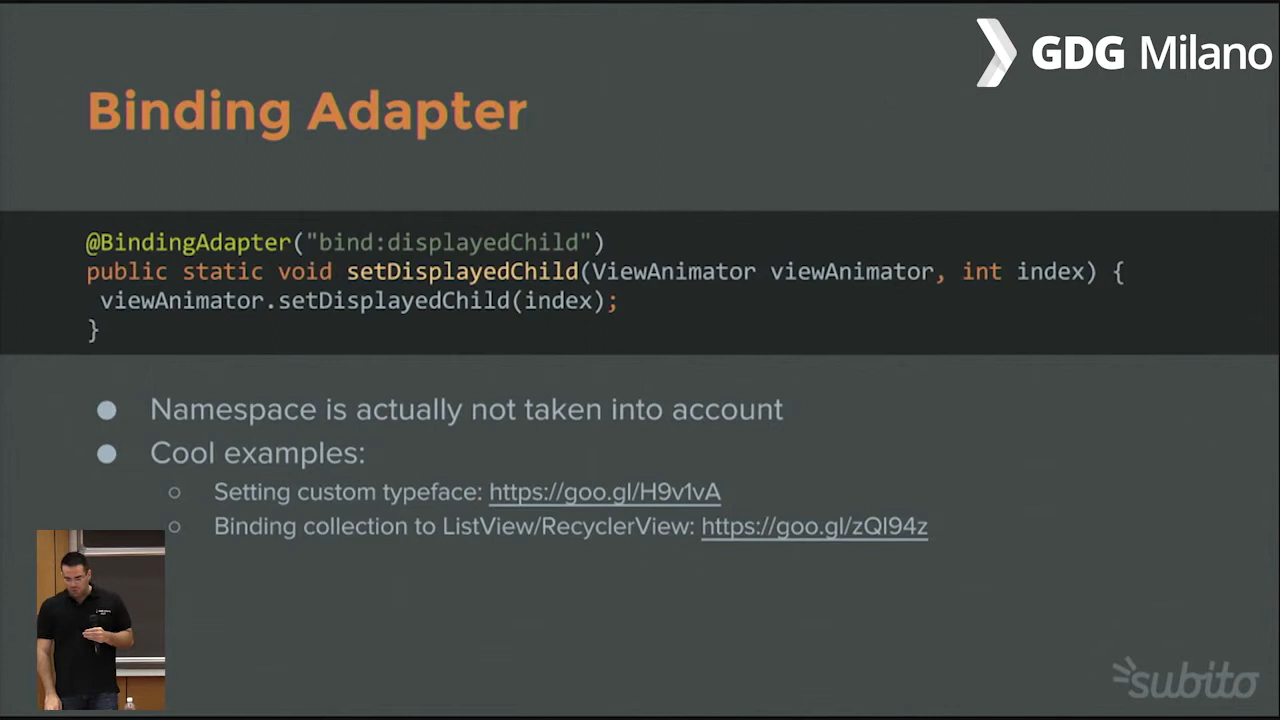 GDG Milano
Binding Adapter
@BindingAdapter("bind:displayedChild")
public static void setDisplayedChild(ViewAnimator viewAnimator, int index) {
viewAnimator.setDisplayedChild(index);
}
● Namespace is actually not taken into account
● Cool examples:
○ Setting custom typeface: https://goo.gl/H9v1vA
○ Binding collection to ListView/RecyclerView: https://goo.gl/zQl94z
subito